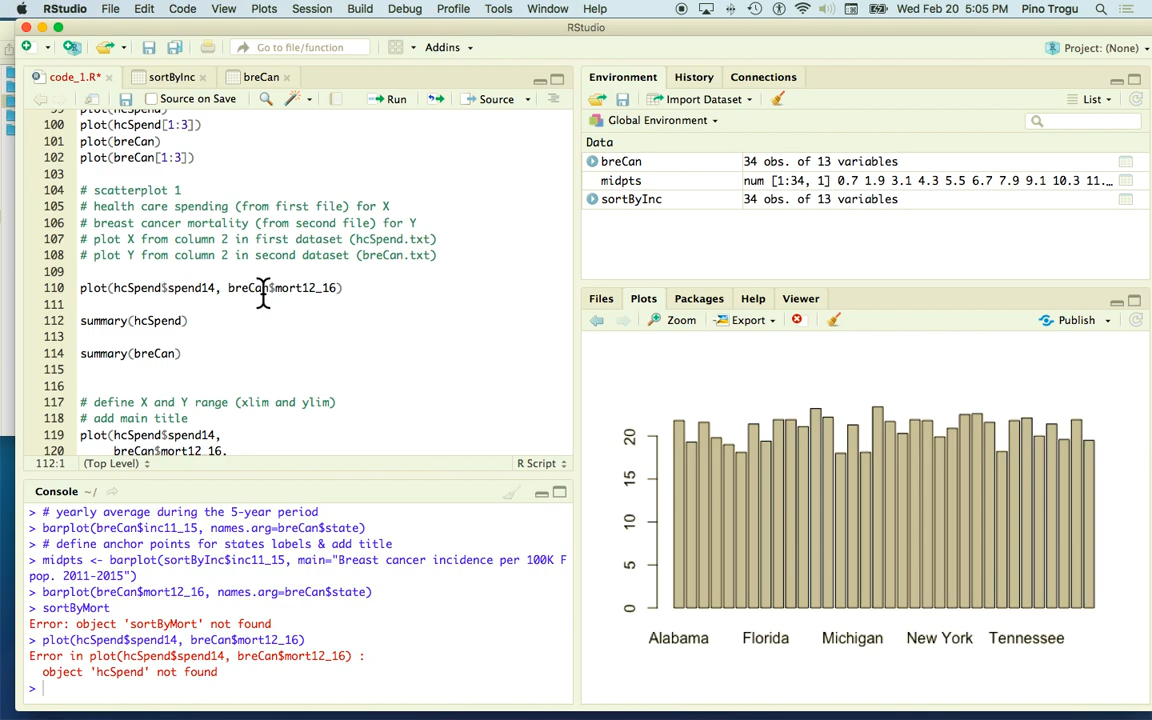 RStudio File Edit Code View Plots Session Build Debug Profile Tools Window Help Wed Feb 20 5:05 PM Pino Trogu
RStudio
Go to file/function Addins Project: (None)
code_1.R* sortByInc breCan
Source on Save Run Source
99 plot(hcSpend)
100 plot(hcSpend[1:3])
101 plot(breCan)
102 plot(breCan[1:3])
103
104 # scatterplot 1
105 # health care spending (from first file) for X
106 # breast cancer mortality (from second file) for Y
107 # plot X from column 2 in first dataset (hcSpend.txt)
108 # plot Y from column 2 in second dataset (breCan.txt)
109
110 plot(hcSpend$spend14, breCan$mort12_16)
111
112 summary(hcSpend)
113
114 summary(breCan)
115
116
117 # define X and Y range (xlim and ylim)
118 # add main title
119 plot(hcSpend$spend14,
120 breCan$mort12_16,
112:1 (Top Level) R Script
Console ~/
> # yearly average during the 5-year period
> barplot(breCan$inc11_15, names.arg=breCan$state)
> # define anchor points for states labels & add title
> midpts <- barplot(sortByInc$inc11_15, main="Breast cancer incidence per 100K F
pop. 2011-2015")
> barplot(breCan$mort12_16, names.arg=breCan$state)
> sortByMort
Error: object 'sortByMort' not found
> plot(hcSpend$spend14, breCan$mort12_16)
Error in plot(hcSpend$spend14, breCan$mort12_16) :
object 'hcSpend' not found
>
Environment History Connections
Import Dataset List
Global Environment
Data
breCan 34 obs. of 13 variables
midpts num [1:34, 1] 0.7 1.9 3.1 4.3 5.5 6.7 7.9 9.1 10.3 11....
sortByInc 34 obs. of 13 variables
Files Plots Packages Help Viewer
Zoom Export Publish
20
15
10
5
0
Alabama Florida Michigan New York Tennessee